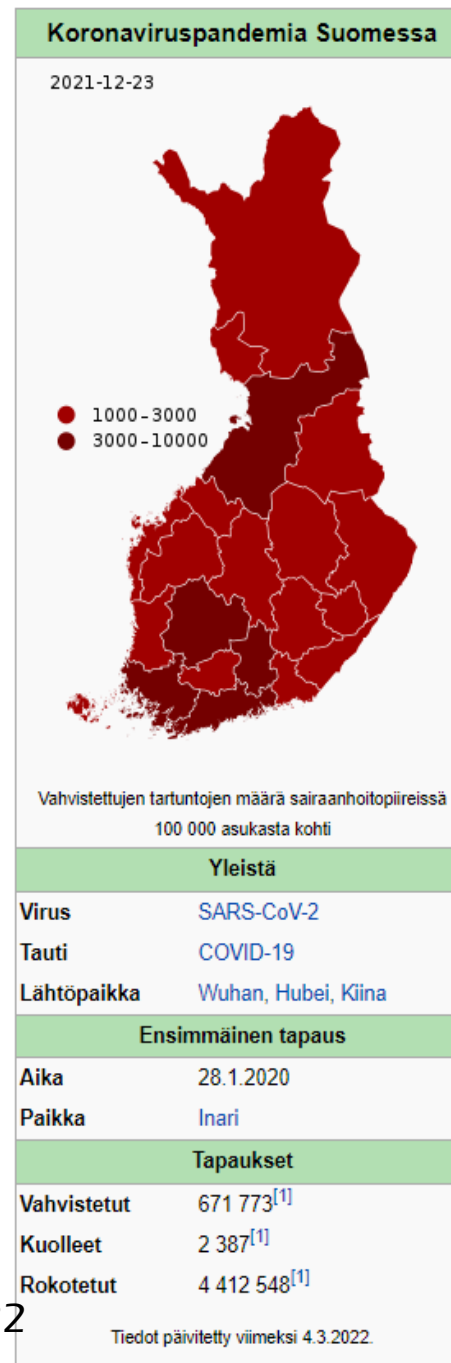 Koronaviruspandemia Suomessa
2021-12-23
1000-3000
3000-10000
Vahvistettujen tartuntojen määrä sairaanhoitopiireissä
100 000 asukasta kohti
Yleistä
Virus SARS-CoV-2
Tauti COVID-19
Lähtöpaikka Wuhan, Hubei, Kiina
Ensimmäinen tapaus
Aika 28.1.2020
Paikka Inari
Tapaukset
Vahvistetut 671 773[1]
Kuolleet 2 387[1]
Rokotetut 4 412 548[1]
2
Tiedot päivitetty viimeksi 4.3.2022.